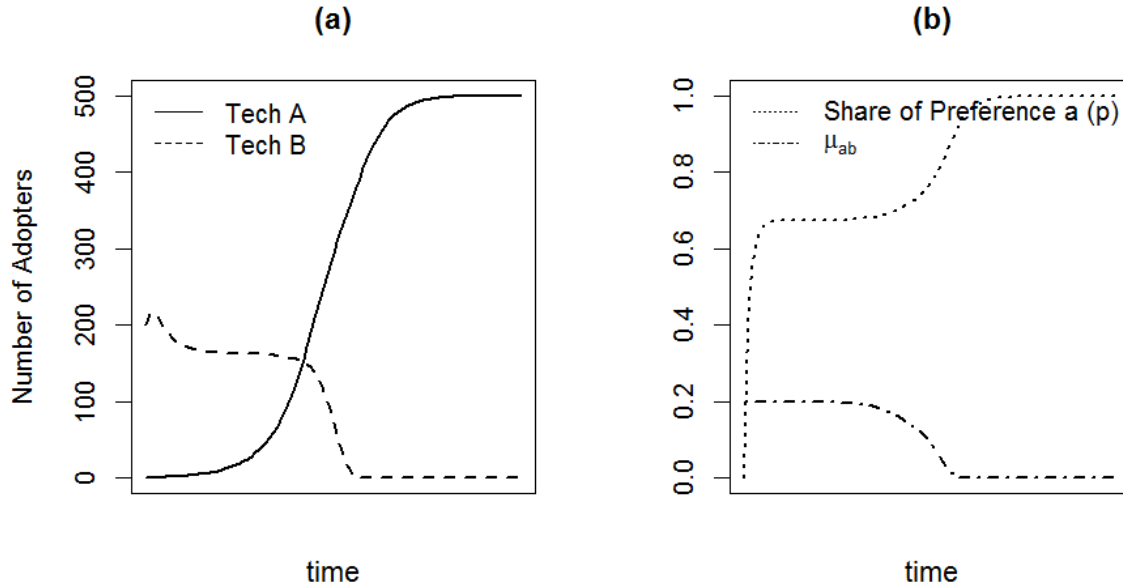 (a)
Number of Adopters
500
400
300
200
100
0
Tech A
Tech B
time
(b)
1.0
0.8
0.6
0.4
0.2
0.0
Share of Preference a (p)
μab
time